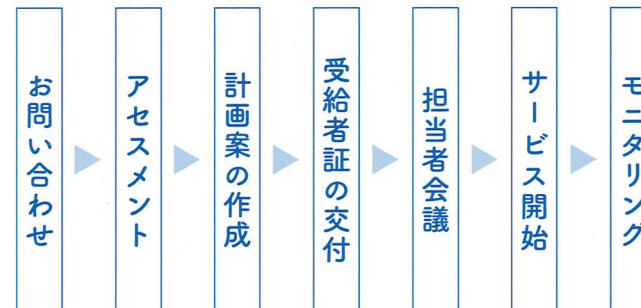 お問い合わせ
アセスメント
計画案の作成
受給者証の交付
担当者会議
サービス開始
モニタリング